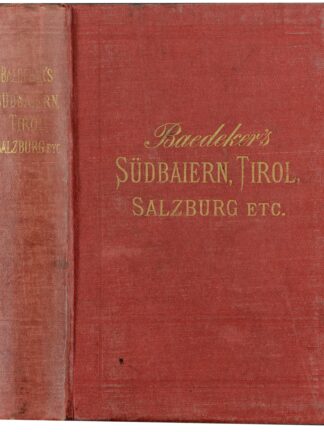 BAEDEKER'S
SÜDBAIERN,
TIROL,
SALZBURG ETC.
Baedeker's
SÜDBAIERN, TIROL,
SALZBURG ETC.